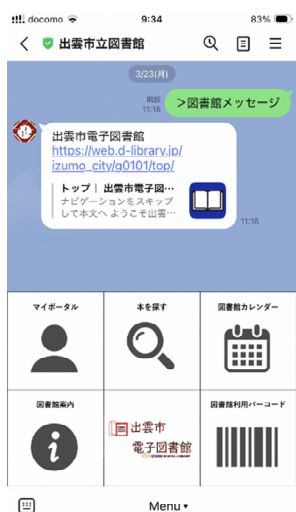 docomo
9:34
83%
出雲市立図書館
3/23(月)
既読
11:16
>図書館メッセージ
出雲市電子図書館
https://web.d-library.jp/
izumo_city/g0101/top/
トップ | 出雲市電子図…
ナビゲーションをスキップ
して本文へ ようこそ出雲…
11:16
マイポータル
本を探す
図書館カレンダー
図書館案内
出雲市
電子図書館
図書館利用バーコード
Menu